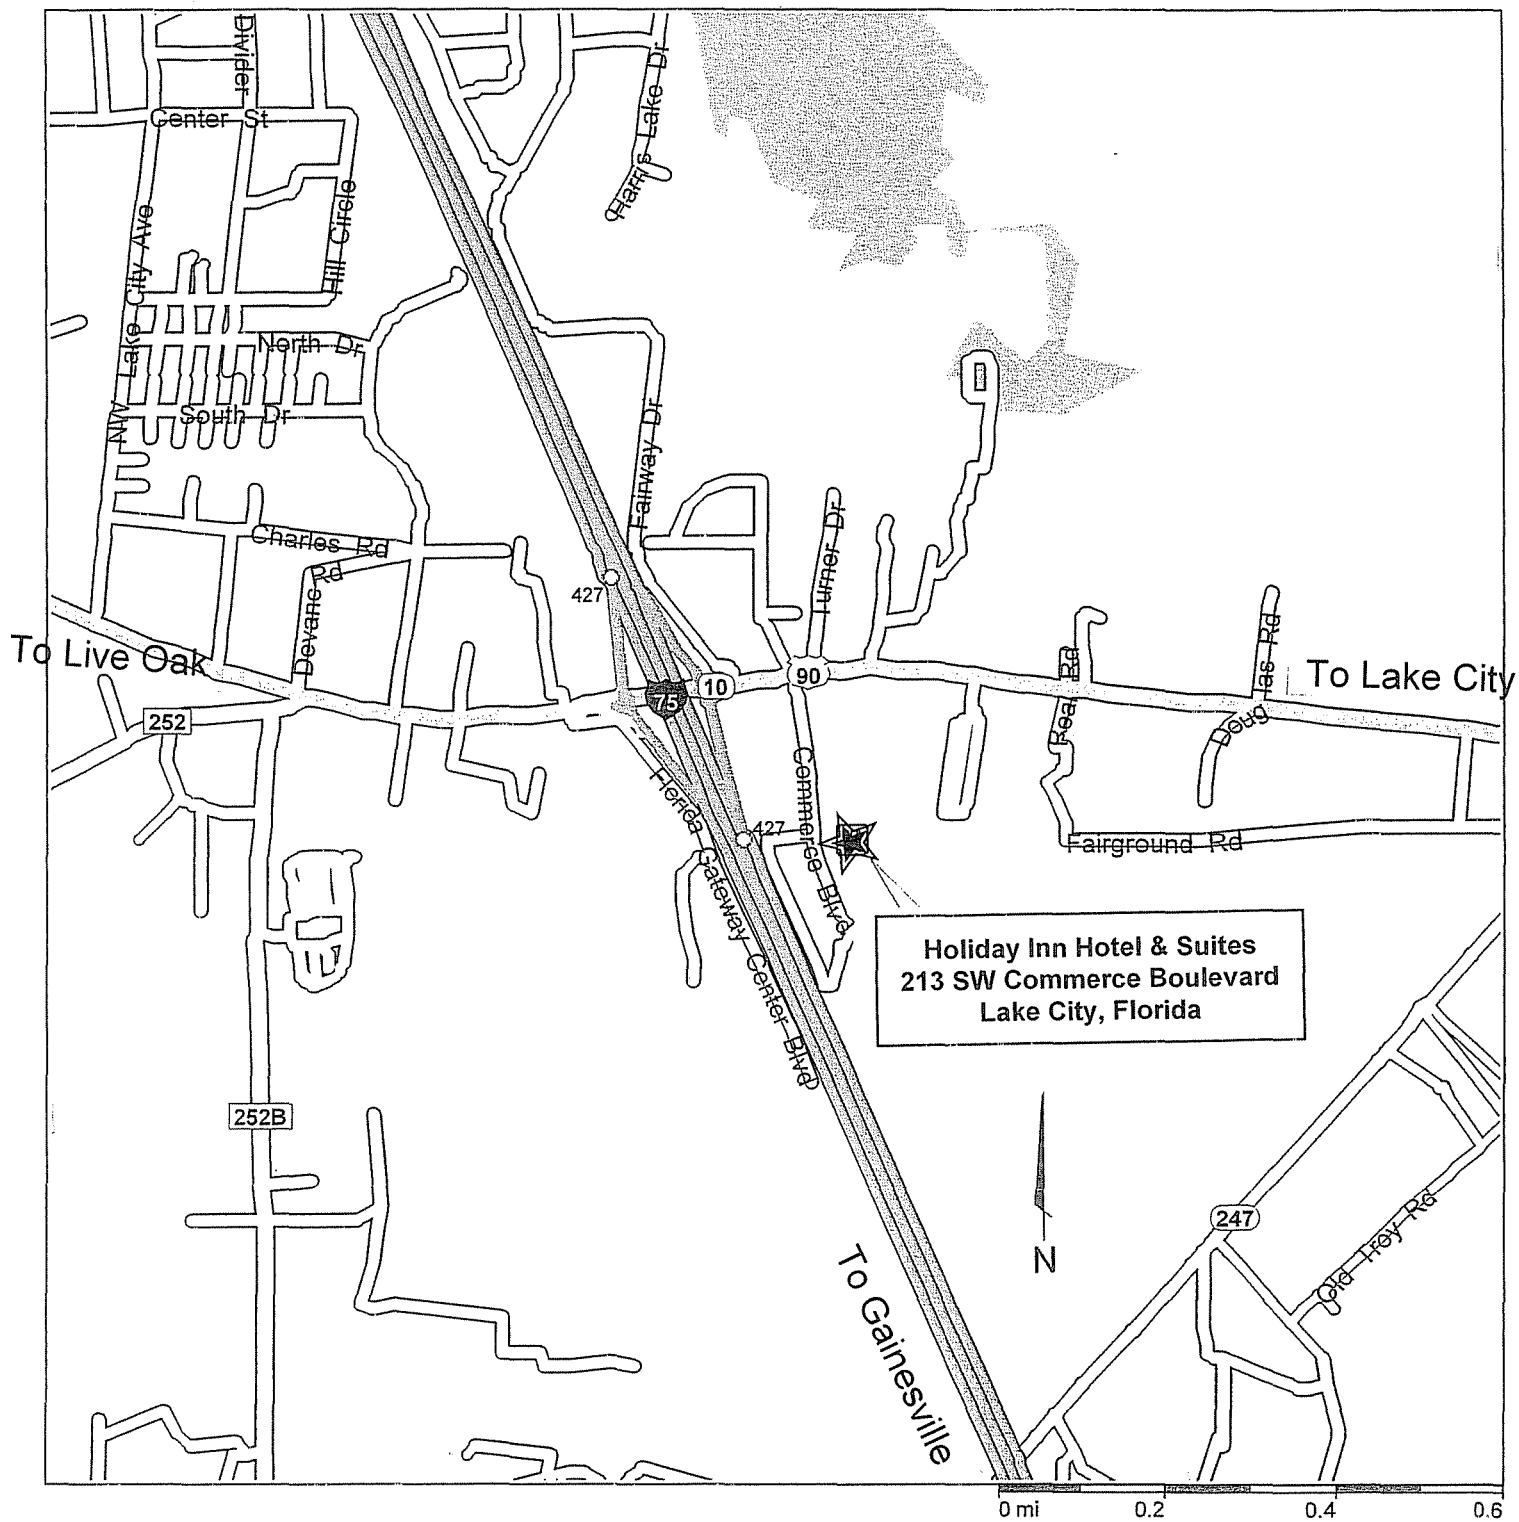 Divider
Center St
Harris Lake Dr
Hill Circle
NW Lake City Ave
North Dr
South Dr
Fairway Dr
Charles Rd
Turner Dr
427
Devane Rd
To Live Oak
Real Rd
Douglas Rd
To Lake City
252
75
10
90
Florida Gateway Center Blvd
427
Commerce Blvd
Fairground Rd
Holiday Inn Hotel & Suites
213 SW Commerce Boulevard
Lake City, Florida
252B
N
247
Old Troy Rd
To Gainesville
0 mi 0.2 0.4 0.6